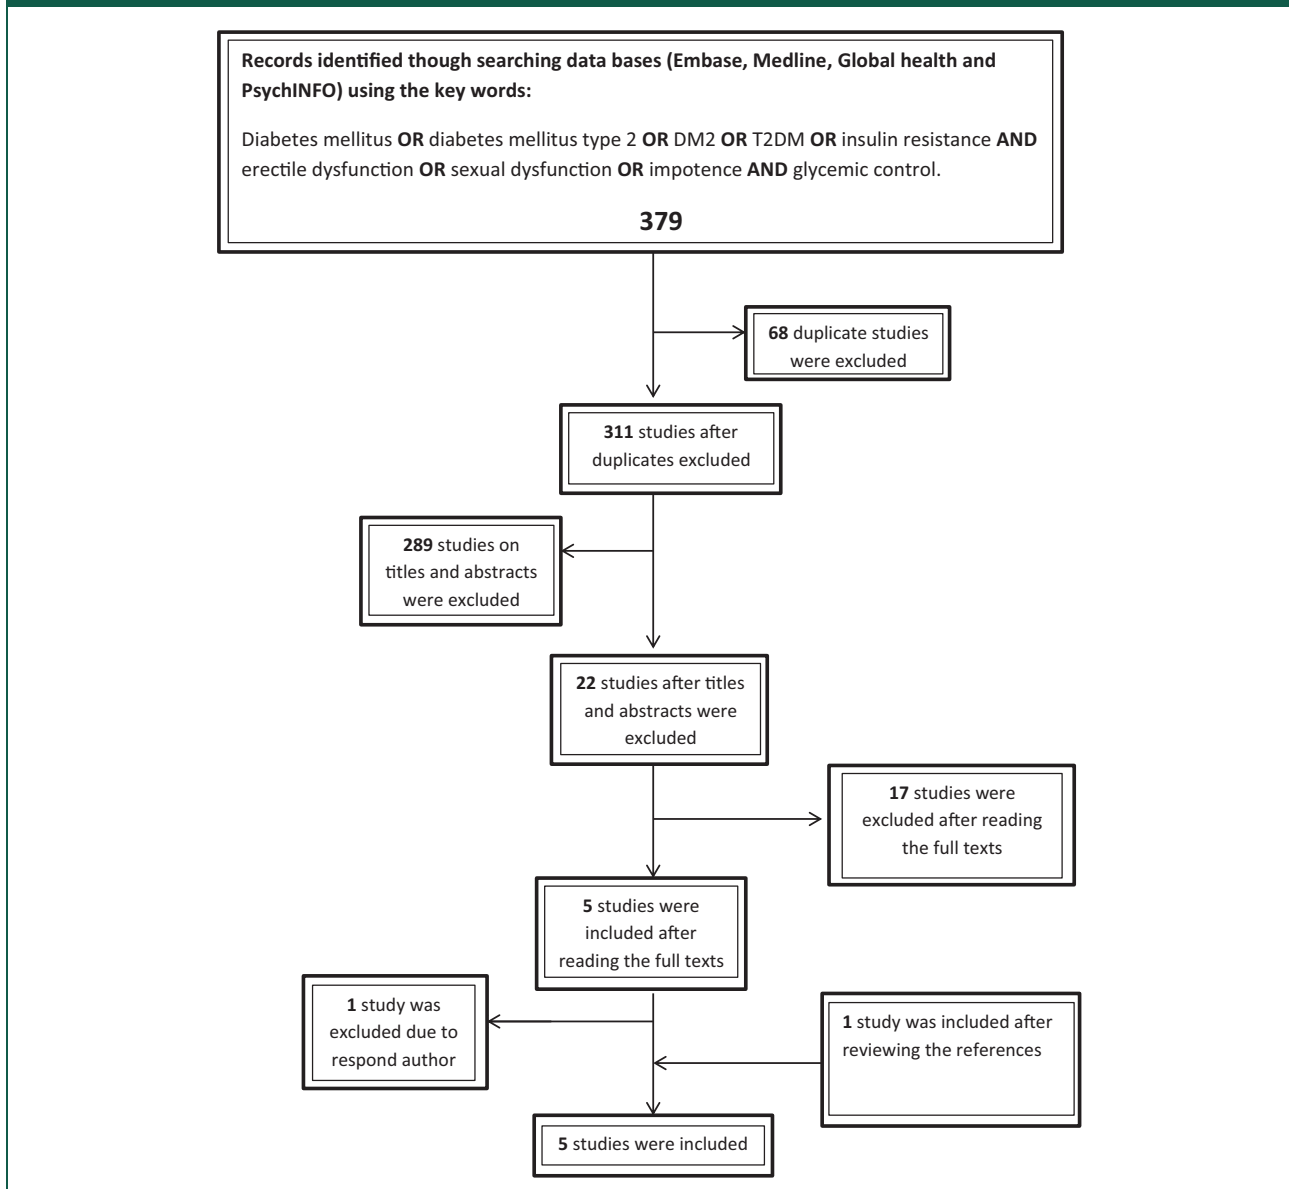 Records identified though searching data bases (Embase, Medline, Global health and
PsychINFO) using the key words:
Diabetes mellitus OR diabetes mellitus type 2 OR DM2 OR T2DM OR insulin resistance AND
erectile dysfunction OR sexual dysfunction OR impotence AND glycemic control.
379
68 duplicate studies
were excluded
311 studies after
duplicates excluded
289 studies on
titles and abstracts
were excluded
22 studies after titles
and abstracts were
excluded
17 studies were
excluded after reading
the full texts
5 studies were
included after
reading the full texts
1 study was
excluded due to
respond author
1 study was included after
reviewing the references
5 studies were included